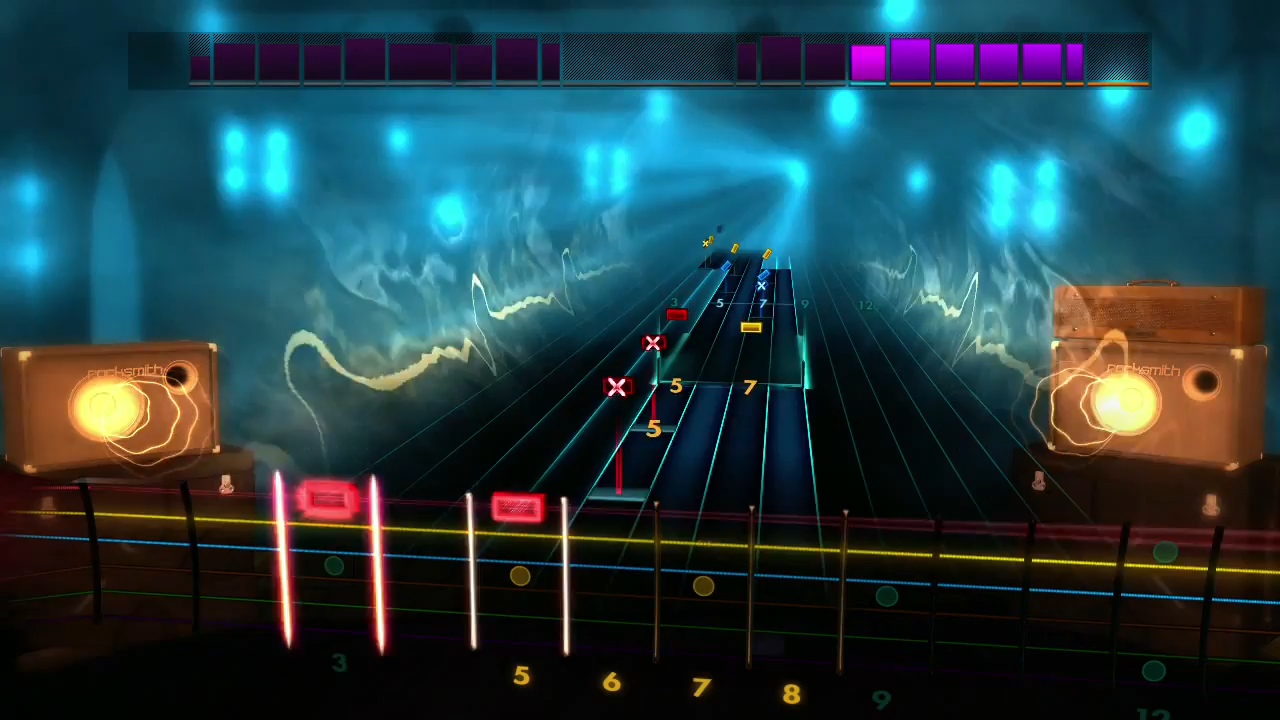 3 5 7 9 12
5 7
5
rocksmith
rocksmith
3 5 6 7 8 9 12